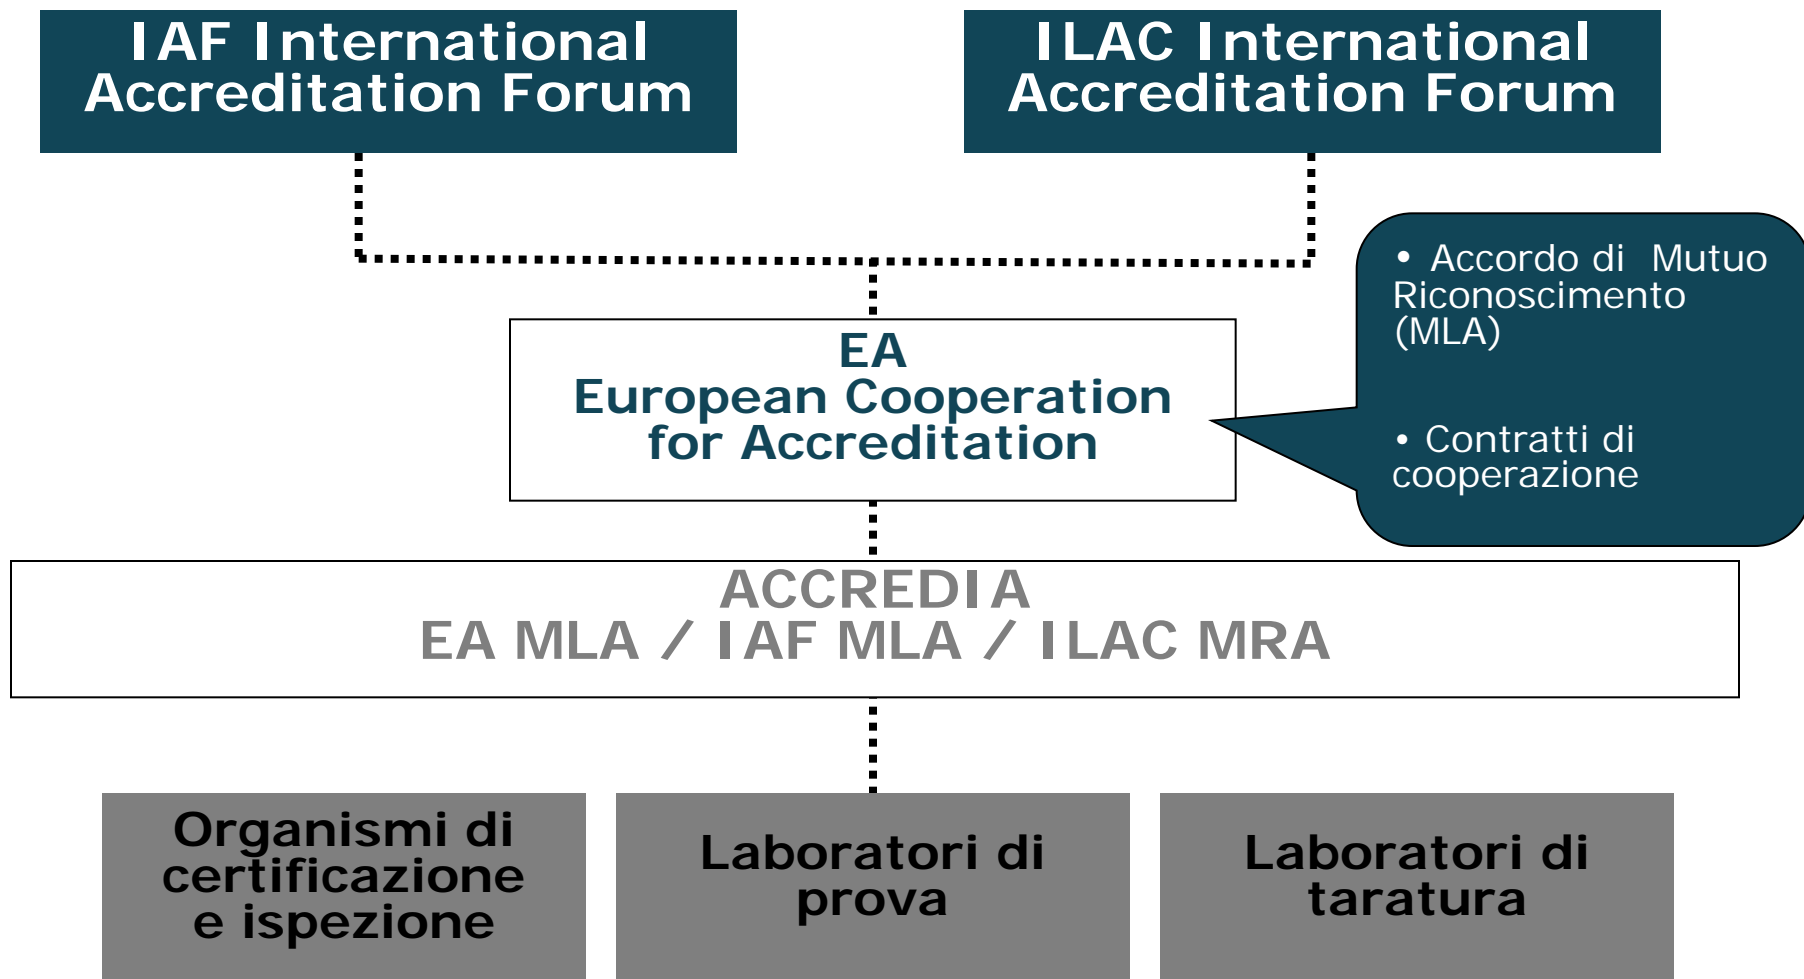 IAF International
Accreditation Forum
ILAC International
Accreditation Forum
• Accordo di Mutuo
Riconoscimento
(MLA)
• Contratti di
cooperazione
EA
European Cooperation
for Accreditation
ACCREDIA
EA MLA / IAF MLA / ILAC MRA
Organismi di
certificazione
e ispezione
Laboratori di
prova
Laboratori di
taratura